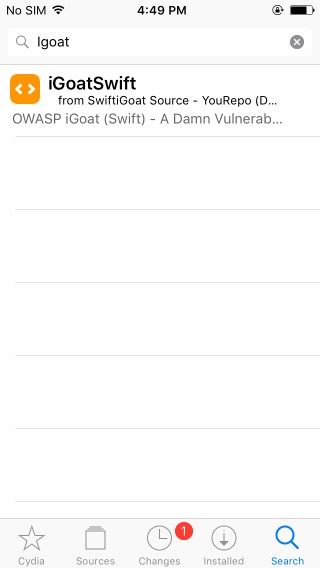 No SIM 4:49 PM
Igoat
iGoatSwift
from SwiftiGoat Source - YouRepo (D...
OWASP iGoat (Swift) - A Damn Vulnerab...
1
Cydia Sources Changes Installed Search